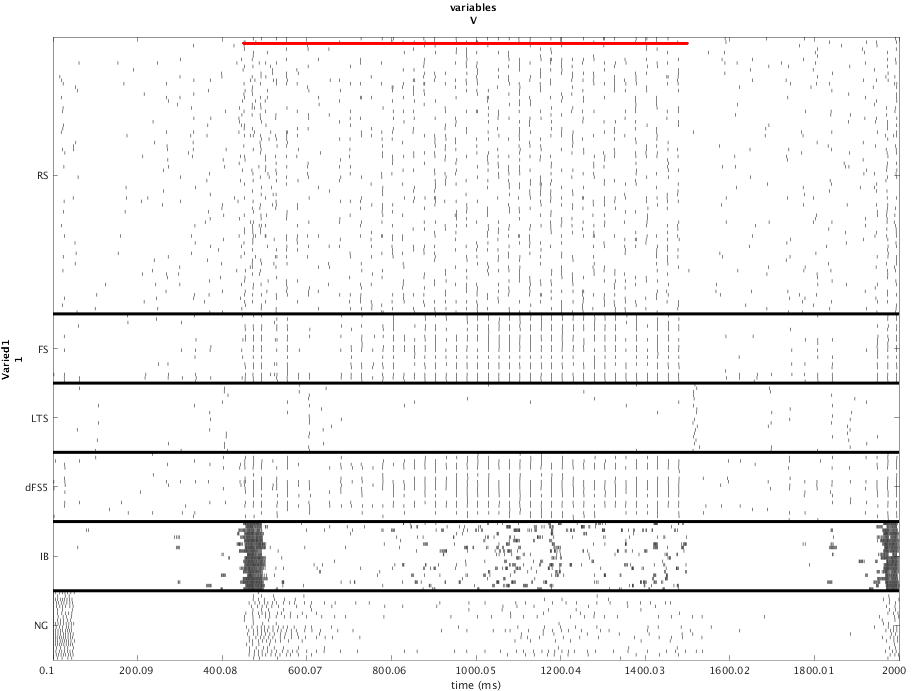 variables
V
RS
FS
LTS
dFS5
IB
NG
Varied1
1
0.1 200.09 400.08 600.07 800.06 1000.05 1200.04 1400.03 1600.02 1800.01 2000
time (ms)